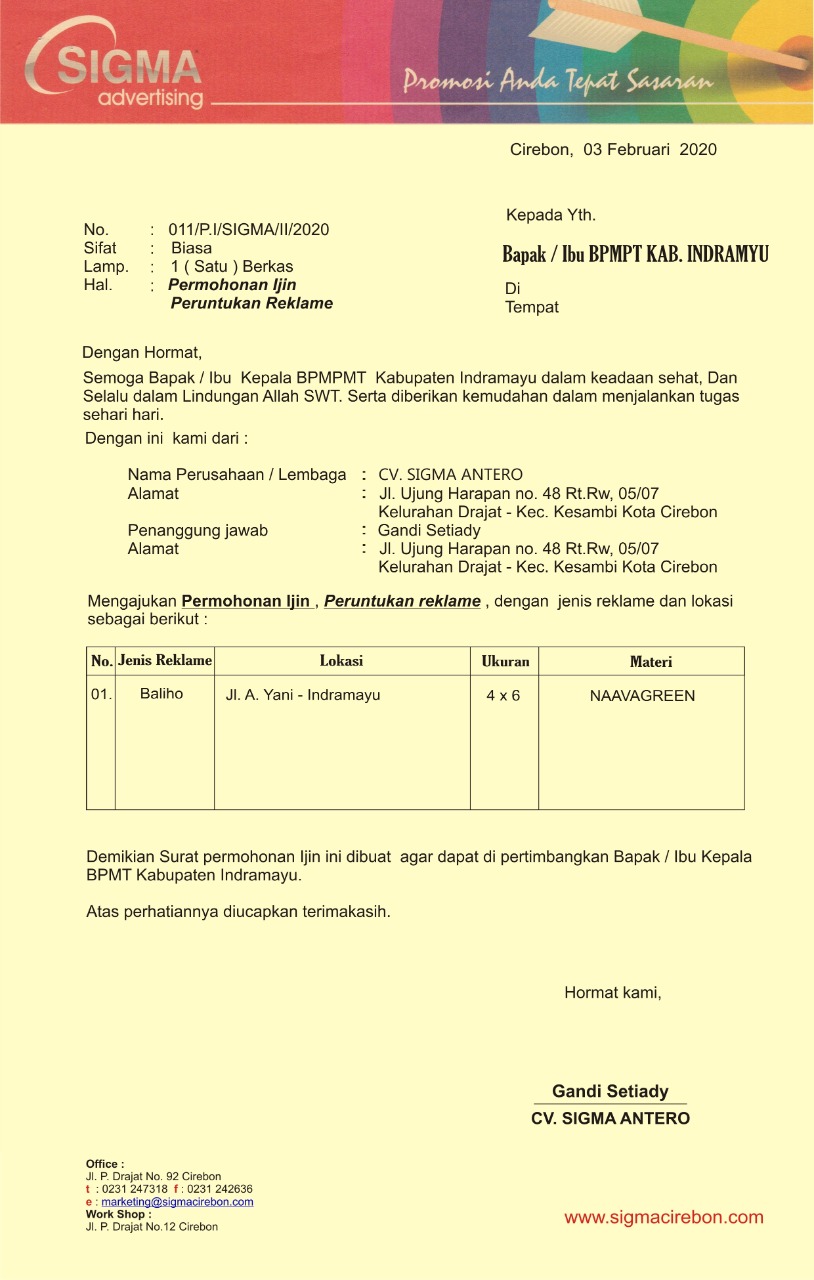 SIGMA
advertising
Promosi Anda Tepat Sasaran
Cirebon, 03 Februari 2020
No. : 011/P.I/SIGMA/II/2020
Sifat : Biasa
Lamp. : 1 ( Satu ) Berkas
Hal. : Permohonan Ijin
Peruntukan Reklame
Kepada Yth.
Bapak / Ibu BPMPT KAB. INDRAMYU
Di
Tempat
Dengan Hormat,
Semoga Bapak / Ibu Kepala BPMPMT Kabupaten Indramayu dalam keadaan sehat, Dan
Selalu dalam Lindungan Allah SWT. Serta diberikan kemudahan dalam menjalankan tugas
sehari hari.
Dengan ini kami dari :
Nama Perusahaan / Lembaga : CV. SIGMA ANTERO
Alamat : Jl. Ujung Harapan no. 48 Rt.Rw, 05/07
Kelurahan Drajat - Kec. Kesambi Kota Cirebon
Penanggung jawab : Gandi Setiady
Alamat : Jl. Ujung Harapan no. 48 Rt.Rw, 05/07
Kelurahan Drajat - Kec. Kesambi Kota Cirebon
Mengajukan Permohonan Ijin , Peruntukan reklame , dengan jenis reklame dan lokasi
sebagai berikut :
No. Jenis Reklame Lokasi Ukuran Materi
01. Baliho Jl. A. Yani - Indramayu 4 x 6 NAAVAGREEN
Demikian Surat permohonan Ijin ini dibuat agar dapat di pertimbangkan Bapak / Ibu Kepala
BPMT Kabupaten Indramayu.
Atas perhatiannya diucapkan terimakasih.
Hormat kami,
Gandi Setiady
CV. SIGMA ANTERO
Office :
Jl. P. Drajat No. 92 Cirebon
t : 0231 247318 f : 0231 242636
e : marketing@sigmacirebon.com
Work Shop :
Jl. P. Drajat No.12 Cirebon
www.sigmacirebon.com